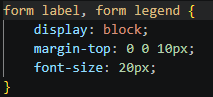 form label, form legend {
    display: block;
    margin-top: 0 0 10px;
    font-size: 20px;
}